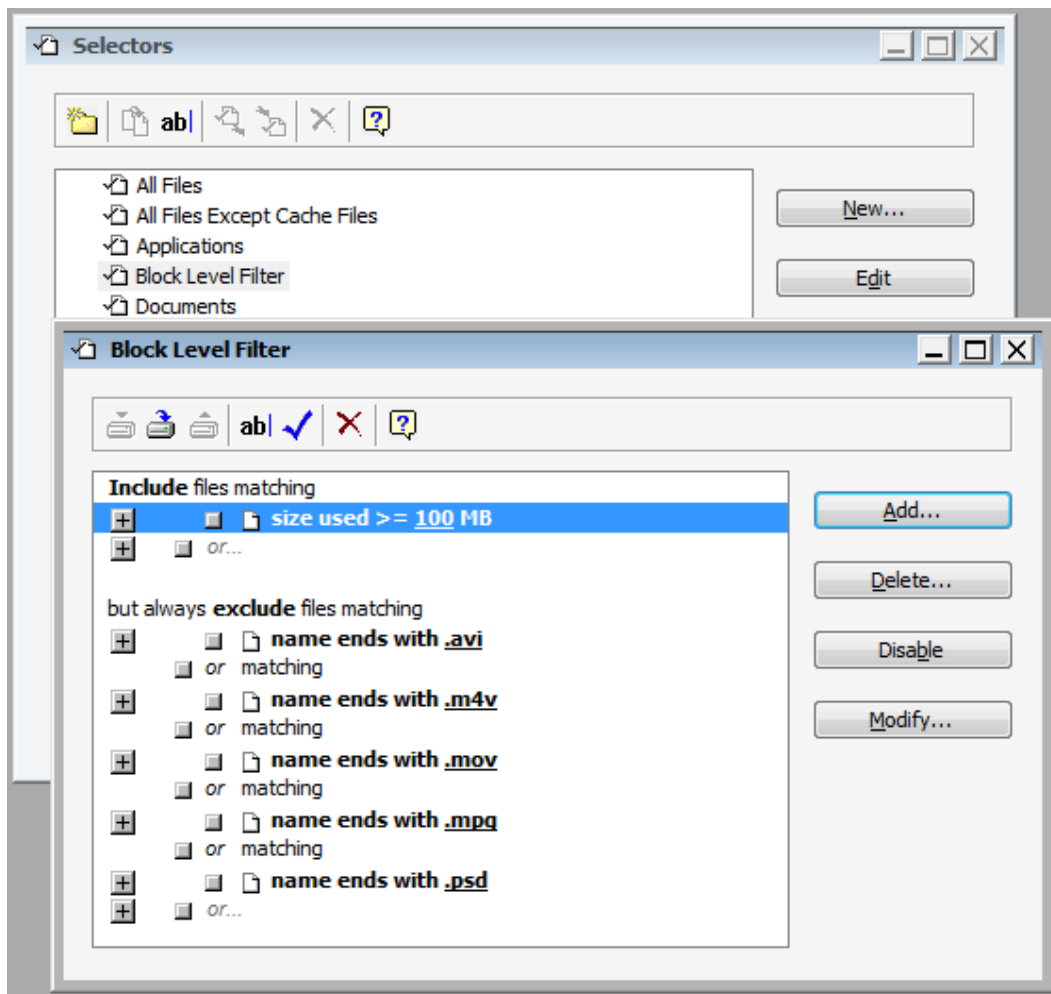 Selectors
ab|
All Files
All Files Except Cache Files
Applications
Block Level Filter
Documents
New...
Edit
Block Level Filter
ab|
Include files matching
size used >= 100 MB
or...
but always exclude files matching
name ends with .avi
or matching
name ends with .m4v
or matching
name ends with .mov
or matching
name ends with .mpg
or matching
name ends with .psd
or...
Add...
Delete...
Disable
Modify...